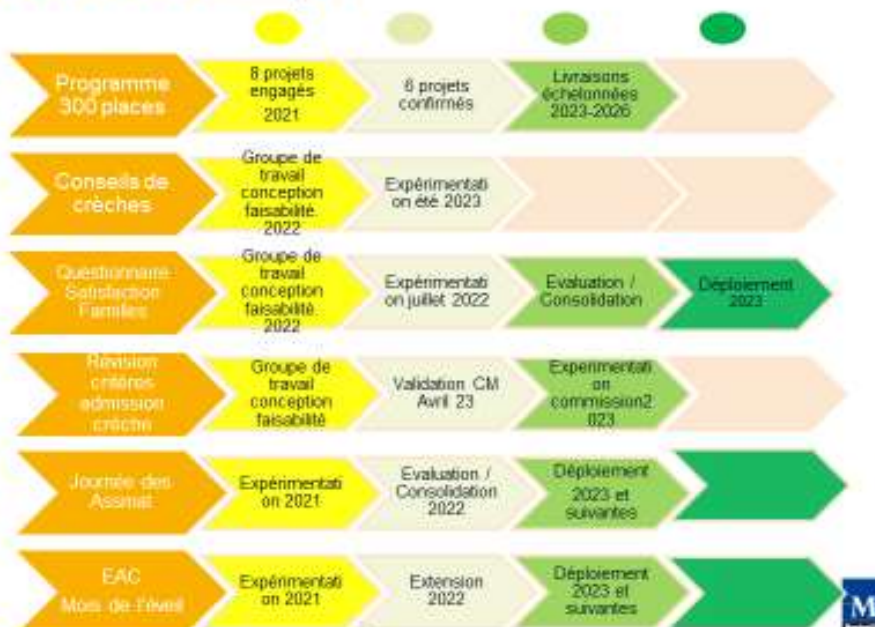 Programme
300 places
8 projets
engagés
2021
6 projets
confirmés
Livraisons
échelonnées
2023-2026
Conseils de
crèches
Groupe de
travail
conception
faisabilité.
2022
Expérimentati
on été 2023
Questionnaire
Satisfaction
Familles
Groupe de
travail
conception
faisabilité.
2022
Expérimentati
on juillet 2022
Evaluation /
Consolidation
Déploiement
2023
Révision
critères
admission
crèche
Groupe de
travail
conception
faisabilité
Validation CM
Avril 23
Experimentati
on
commission2
023
Journée des
Assmat
Expérimentati
on 2021
Evaluation /
Consolidation
2022
Déploiement
2023 et
suivantes
EAC
Mois de l'éveil
Expérimentati
on 2021
Extension
2022
Déploiement
2023 et
suivantes
M